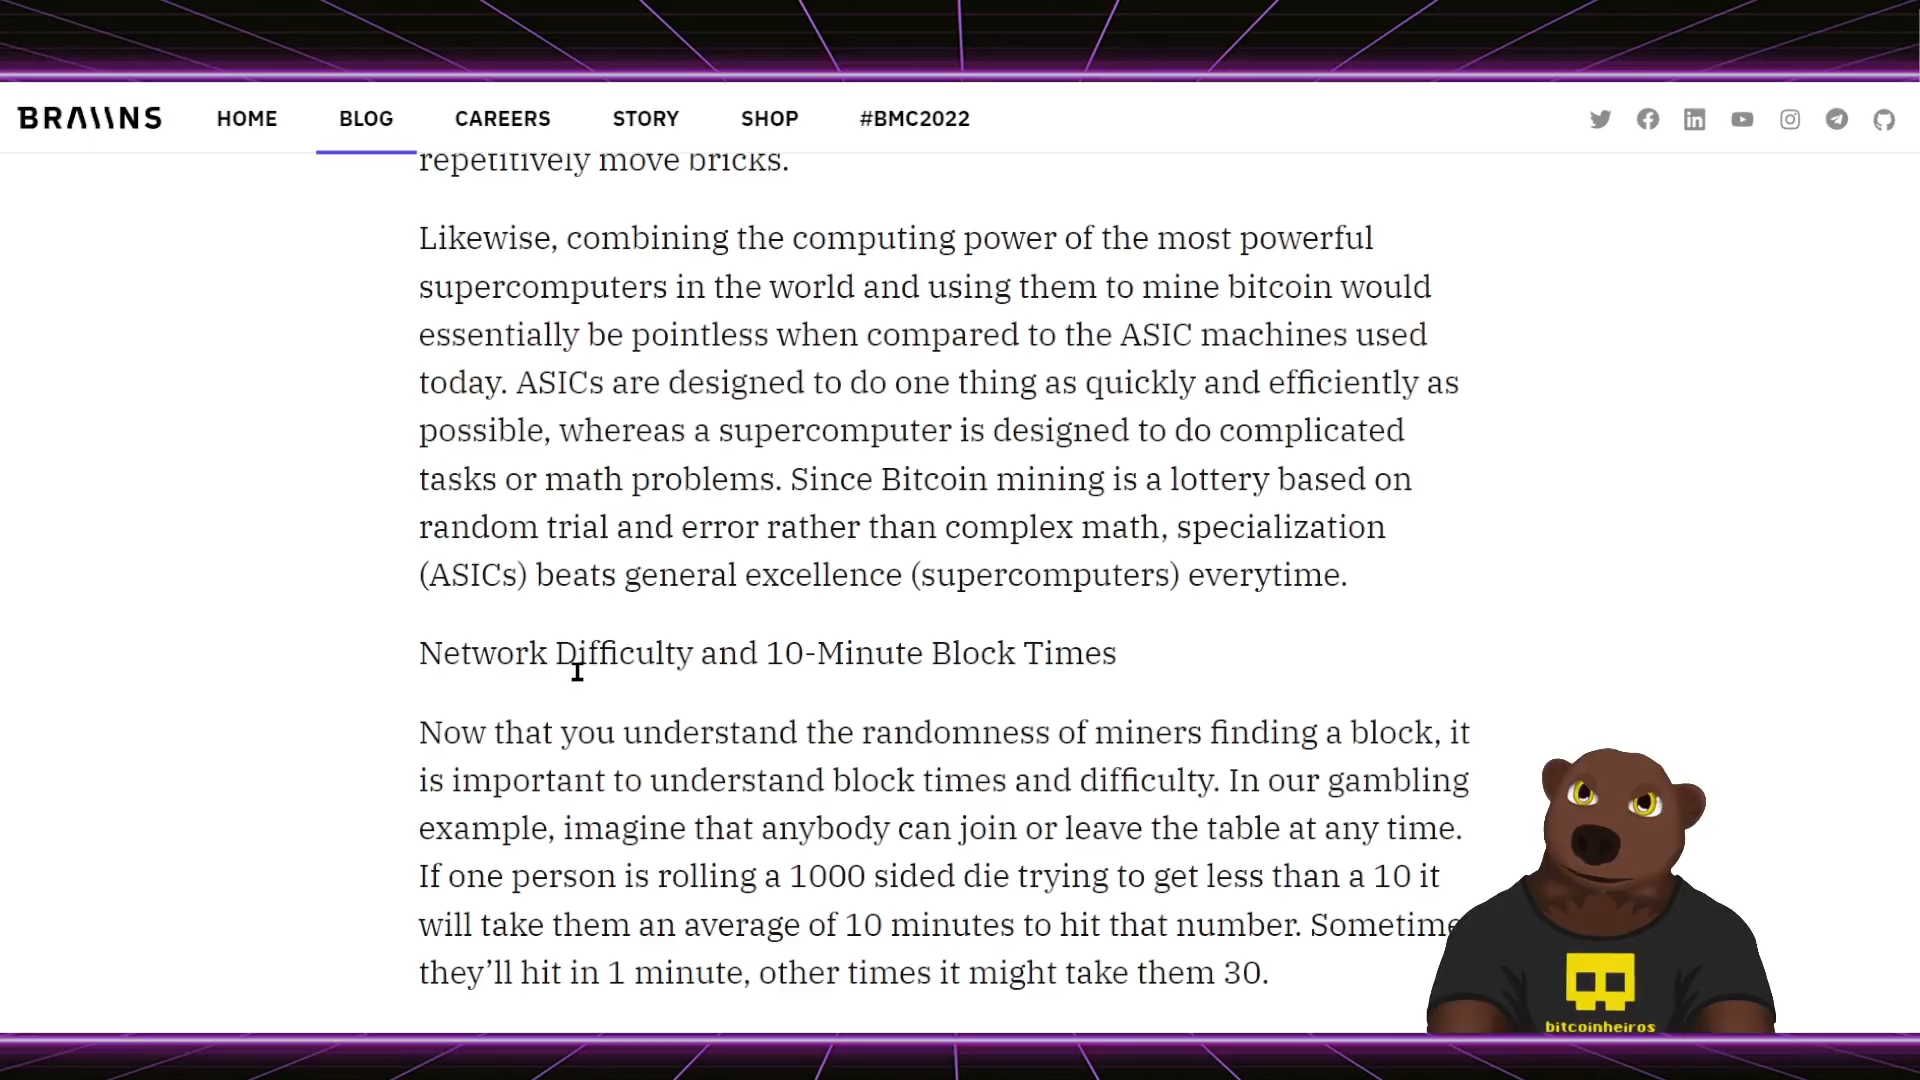 BRAIINS HOME BLOG CAREERS STORY SHOP #BMC2022
repetitively move bricks.
Likewise, combining the computing power of the most powerful
supercomputers in the world and using them to mine bitcoin would
essentially be pointless when compared to the ASIC machines used
today. ASICs are designed to do one thing as quickly and efficiently as
possible, whereas a supercomputer is designed to do complicated
tasks or math problems. Since Bitcoin mining is a lottery based on
random trial and error rather than complex math, specialization
(ASICs) beats general excellence (supercomputers) everytime.
Network Difficulty and 10-Minute Block Times
Now that you understand the randomness of miners finding a block, it
is important to understand block times and difficulty. In our gambling
example, imagine that anybody can join or leave the table at any time.
If one person is rolling a 1000 sided die trying to get less than a 10 it
will take them an average of 10 minutes to hit that number. Sometime
they’ll hit in 1 minute, other times it might take them 30.
bitcoinheiros